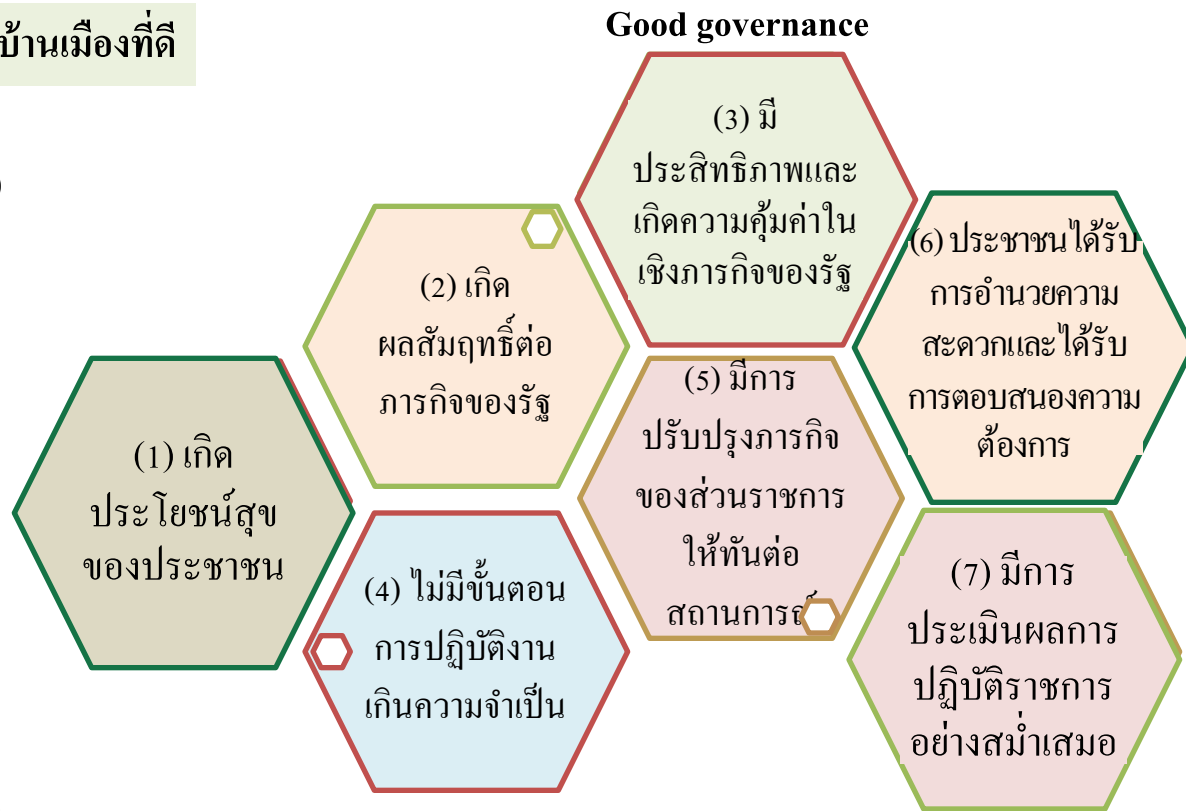 บ้านเมืองที่ดี
Good governance
)
(1) เกิด
ประโยชน์สุข
ของประชาชน
(2) เกิด
ผลสัมฤทธิ์ต่อ
ภารกิจของรัฐ
(3) มี
ประสิทธิภาพและ
เกิดความคุ้มค่าใน
เชิงภารกิจของรัฐ
(4) ไม่มีขั้นตอน
การปฏิบัติงาน
เกินความจำเป็น
(5) มีการ
ปรับปรุงภารกิจ
ของส่วนราชการ
ให้ทันต่อ
สถานการณ์
(6) ประชาชนได้รับ
การอำนวยความ
สะดวกและได้รับ
การตอบสนองความ
ต้องการ
(7) มีการ
ประเมินผลการ
ปฏิบัติราชการ
อย่างสม่ำเสมอ